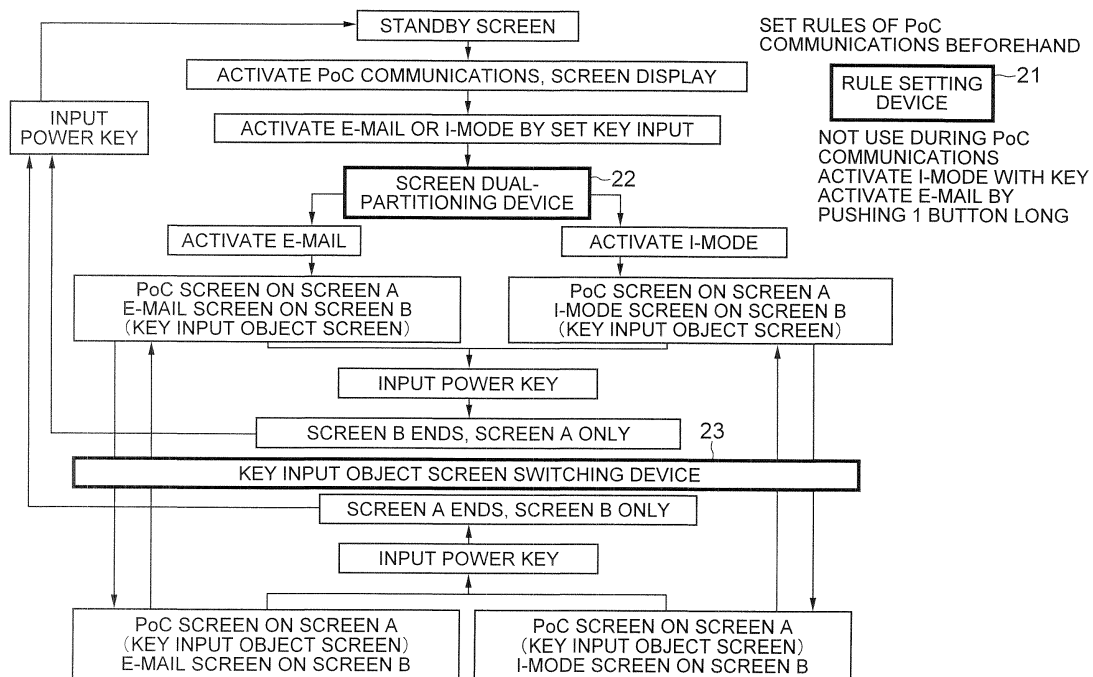 STANDBY SCREEN
SET RULES OF PoC
COMMUNICATIONS BEFOREHAND
ACTIVATE PoC COMMUNICATIONS, SCREEN DISPLAY
21
RULE SETTING
DEVICE
INPUT
POWER KEY
ACTIVATE E-MAIL OR I-MODE BY SET KEY INPUT
NOT USE DURING PoC
COMMUNICATIONS
ACTIVATE I-MODE WITH KEY
ACTIVATE E-MAIL BY
PUSHING 1 BUTTON LONG
SCREEN DUAL-
PARTITIONING DEVICE
22
ACTIVATE E-MAIL
ACTIVATE I-MODE
PoC SCREEN ON SCREEN A
E-MAIL SCREEN ON SCREEN B
(KEY INPUT OBJECT SCREEN)
PoC SCREEN ON SCREEN A
I-MODE SCREEN ON SCREEN B
(KEY INPUT OBJECT SCREEN)
INPUT POWER KEY
SCREEN B ENDS, SCREEN A ONLY
23
KEY INPUT OBJECT SCREEN SWITCHING DEVICE
SCREEN A ENDS, SCREEN B ONLY
INPUT POWER KEY
PoC SCREEN ON SCREEN A
(KEY INPUT OBJECT SCREEN)
E-MAIL SCREEN ON SCREEN B
PoC SCREEN ON SCREEN A
(KEY INPUT OBJECT SCREEN)
I-MODE SCREEN ON SCREEN B